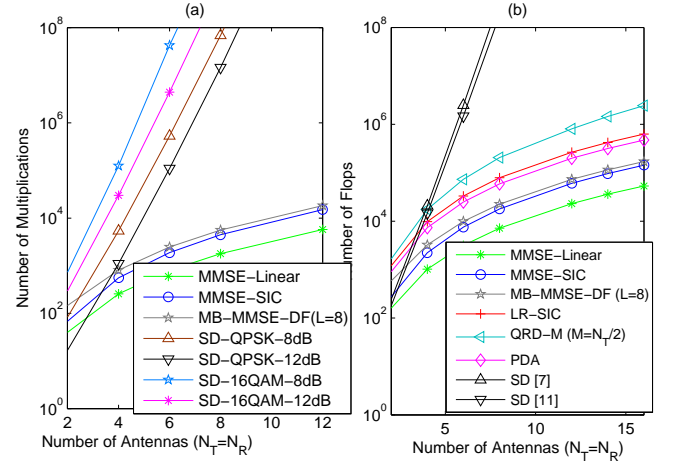 (a)
10^8
10^6
10^4
10^2
10^0
Number of Multiplications
2 4 6 8 10 12
Number of Antennas (N_T=N_R)
MMSE−Linear
MMSE−SIC
MB−MMSE−DF(L=8)
SD−QPSK−8dB
SD−QPSK−12dB
SD−16QAM−8dB
SD−16QAM−12dB
(b)
10^8
10^6
10^4
10^2
10^0
umber of Flops
5 10 15
Number of Antennas (N_T=N_R)
MMSE−Linear
MMSE−SIC
MB−MMSE−DF (L=8)
LR−SIC
QRD−M (M=N_T/2)
PDA
SD [7]
SD [11]